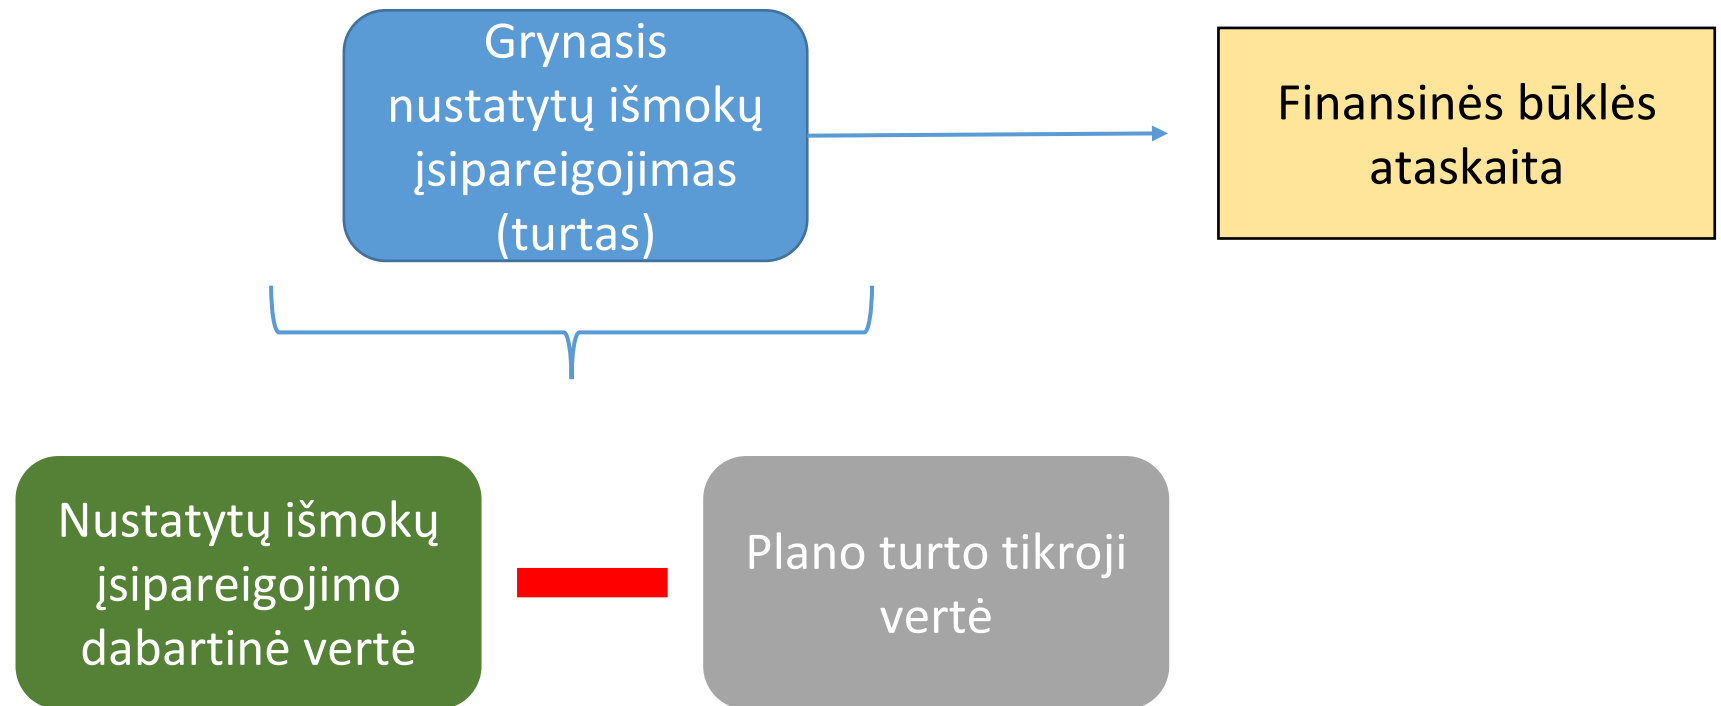 Grynasis
nustatytų išmokų
įsipareigojimas
(turtas)
Finansinės būklės
ataskaita
Nustatytų išmokų
įsipareigojimo
dabartinė vertė
Plano turto tikroji
vertė